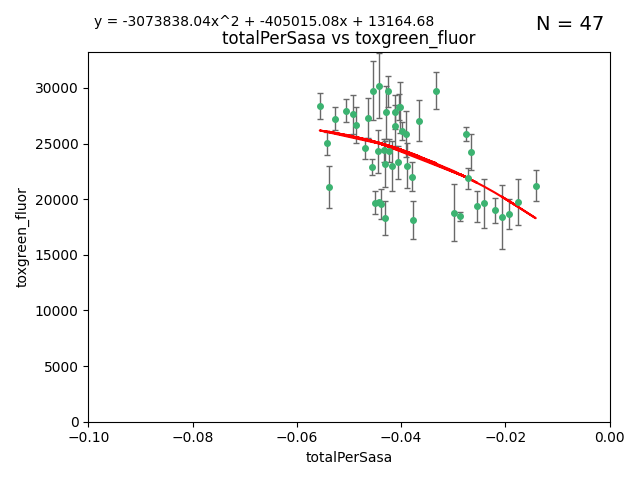 y = -3073838.04x^2 + -405015.08x + 13164.68
N = 47
totalPerSasa vs toxgreen_fluor
toxgreen_fluor
30000
25000
20000
15000
10000
5000
0
−0.10
−0.08
−0.06
−0.04
−0.02
0.00
totalPerSasa